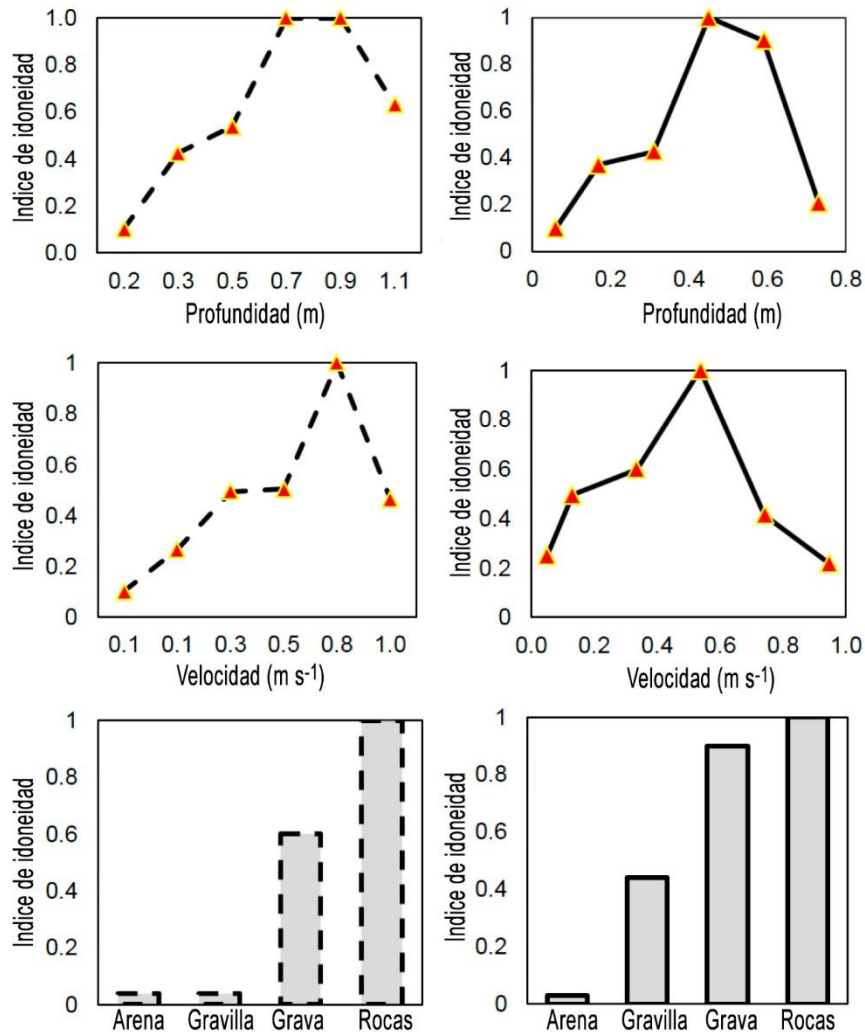 Indice de idoneidad
1.0
0.8
0.6
0.4
0.2
0.0
0.2 0.3 0.5 0.7 0.9 1.1
Profundidad (m)
Indice de idoneidad
1
0.8
0.6
0.4
0.2
0
0 0.2 0.4 0.6 0.8
Profundidad (m)
Indice de idoneidad
1
0.8
0.6
0.4
0.2
0
0.1 0.1 0.3 0.5 0.8 1.0
Velocidad (m s-1)
Indice de idoneidad
1
0.8
0.6
0.4
0.2
0
0.0 0.2 0.4 0.6 0.8 1.0
Velocidad (m s-1)
Indice de idoneidad
1
0.8
0.6
0.4
0.2
0
Arena Gravilla Grava Rocas
Indice de idoneidad
1
0.8
0.6
0.4
0.2
0
Arena Gravilla Grava Rocas